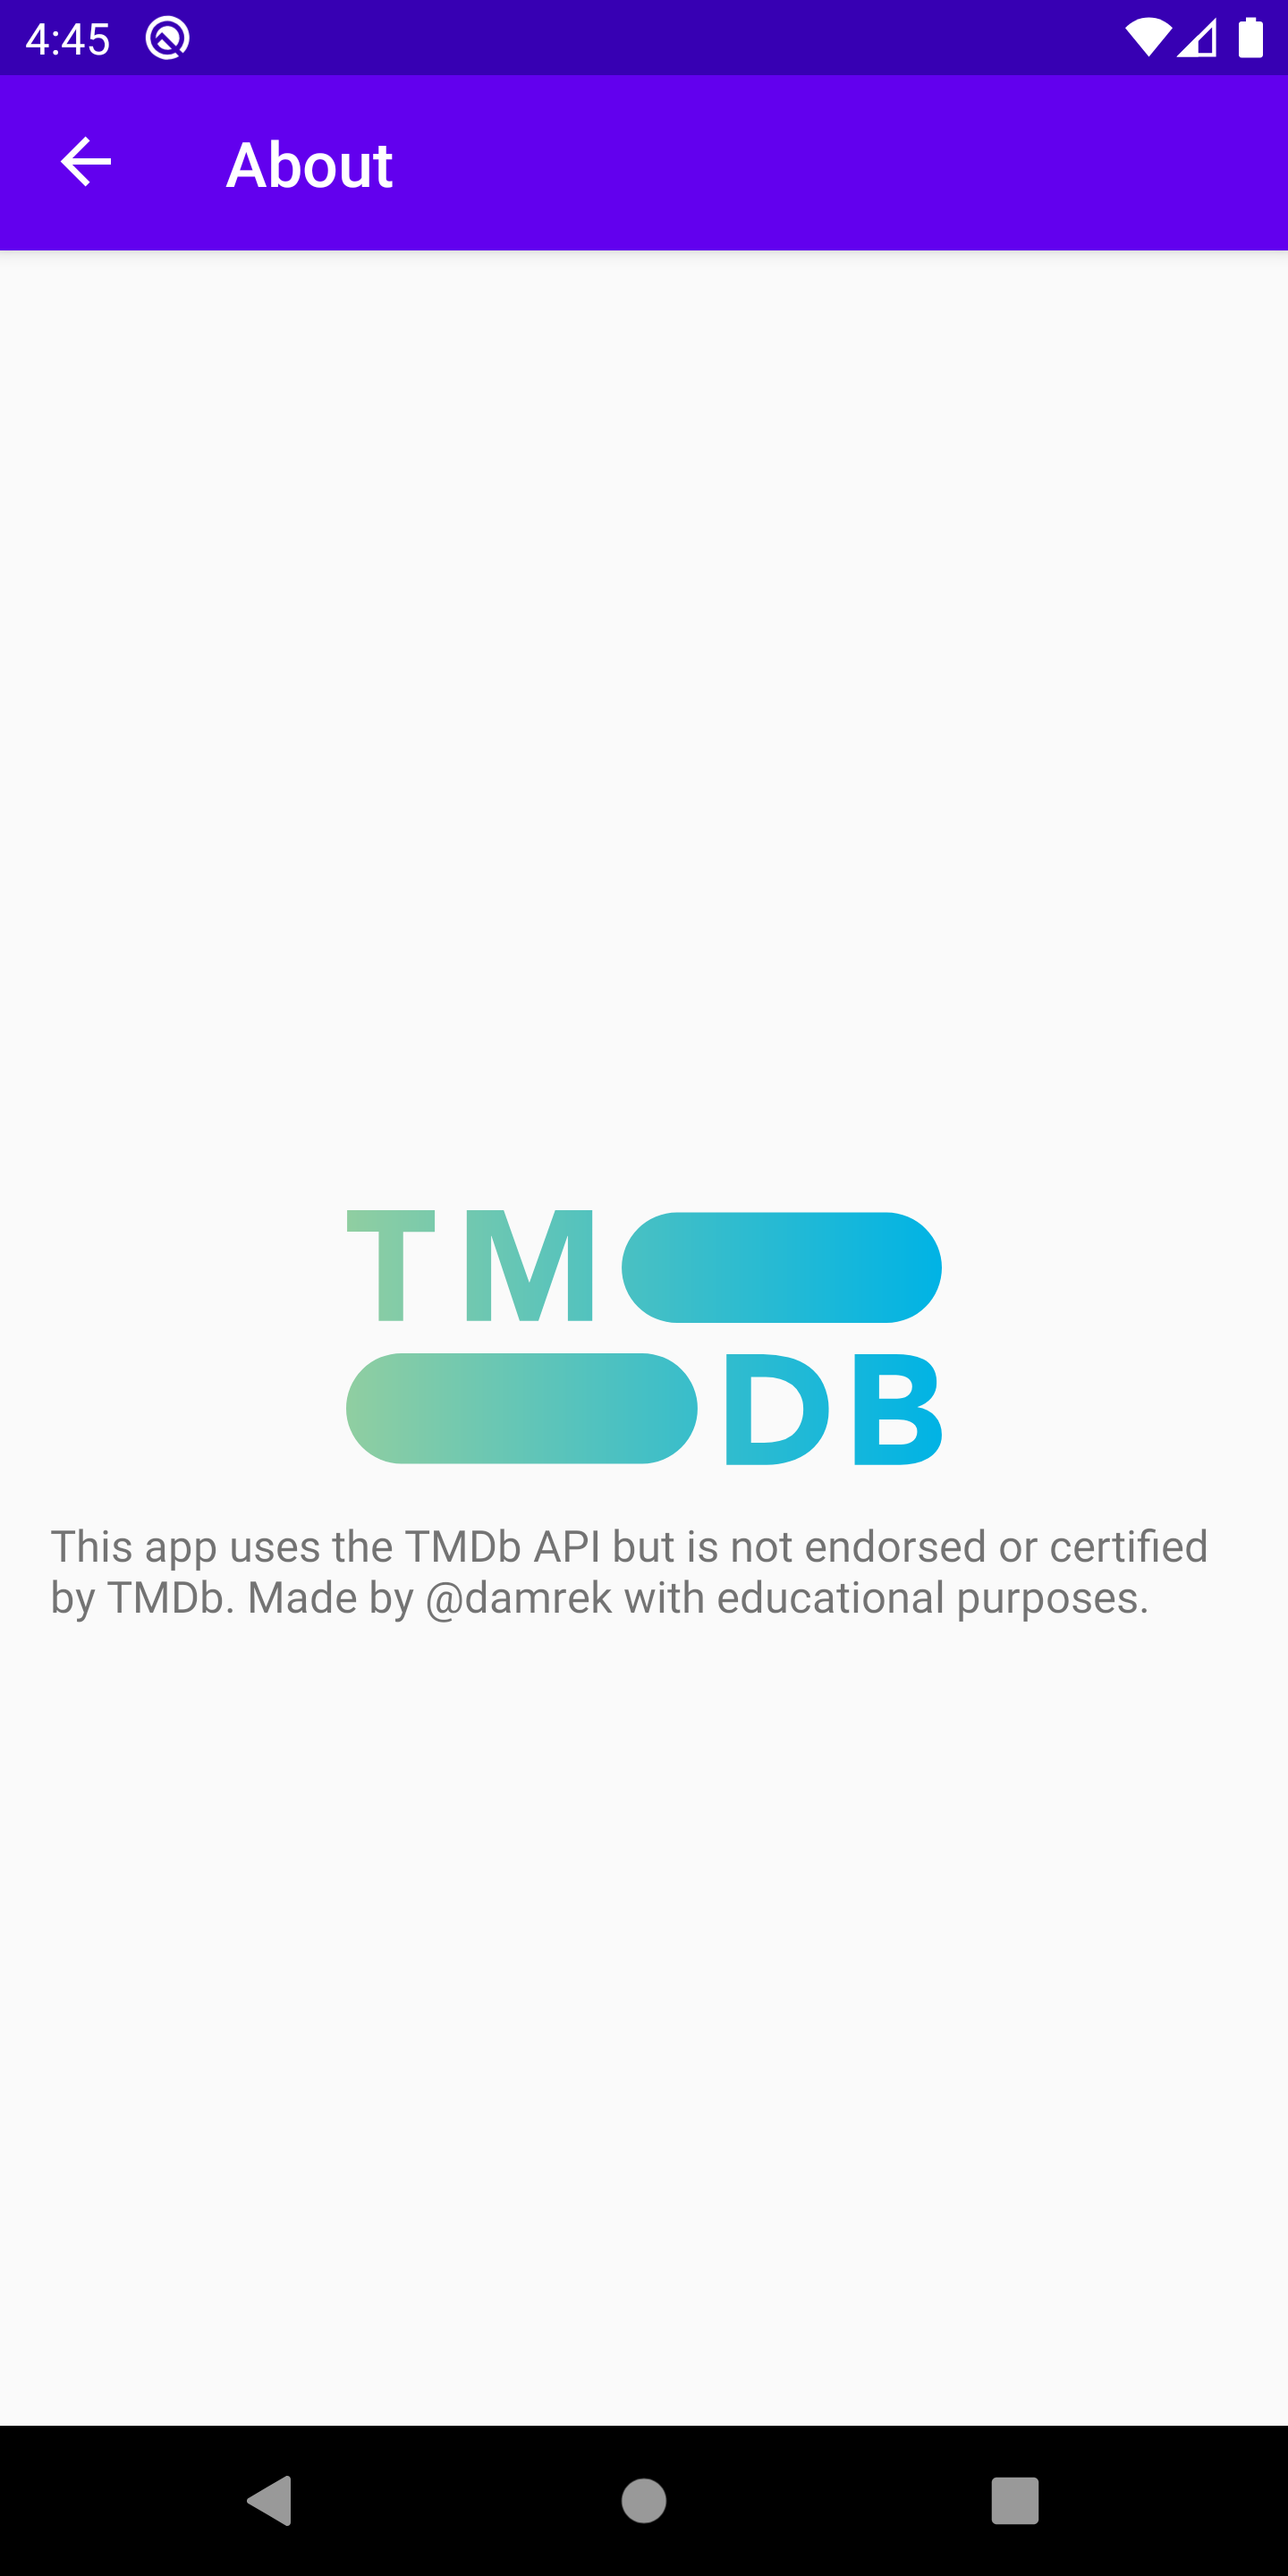 4:45
About
TM
DB
This app uses the TMDb API but is not endorsed or certified
by TMDb. Made by @damrek with educational purposes.